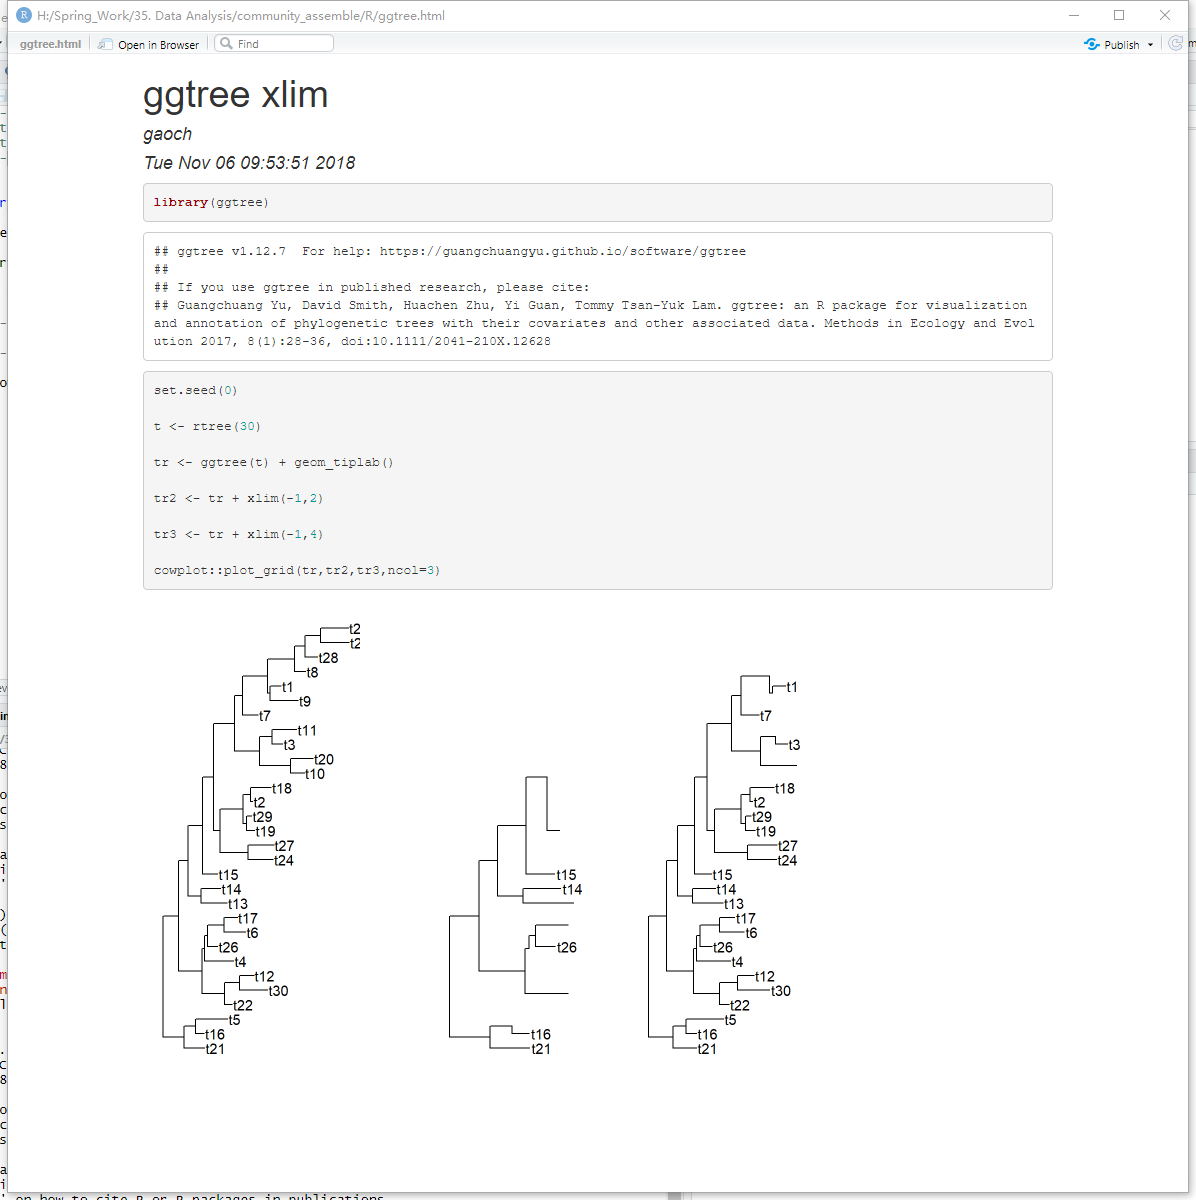 H:/Spring_Work/35. Data Analysis/community_assemble/R/ggtree.html
ggtree.html Open in Browser Find Publish
ggtree xlim
gaoch
Tue Nov 06 09:53:51 2018
library(ggtree)
## ggtree v1.12.7  For help: https://guangchuangyu.github.io/software/ggtree
##
## If you use ggtree in published research, please cite:
## Guangchuang Yu, David Smith, Huachen Zhu, Yi Guan, Tommy Tsan-Yuk Lam. ggtree: an R package for visualization
and annotation of phylogenetic trees with their covariates and other associated data. Methods in Ecology and Evol
ution 2017, 8(1):28-36, doi:10.1111/2041-210X.12628
set.seed(0)
t <- rtree(30)
tr <- ggtree(t) + geom_tiplab()
tr2 <- tr + xlim(-1,2)
tr3 <- tr + xlim(-1,4)
cowplot::plot_grid(tr,tr2,tr3,ncol=3)
t2
t2
t28
t8
t1
t9
t7
t11
t3
t20
t10
t18
t2
t29
t19
t27
t24
t15
t14
t13
t17
t6
t26
t4
t12
t30
t22
t5
t16
t21
t15
t14
t26
t16
t21
t1
t7
t3
t18
t2
t29
t19
t27
t24
t15
t14
t13
t17
t6
t26
t4
t12
t30
t22
t5
t16
t21